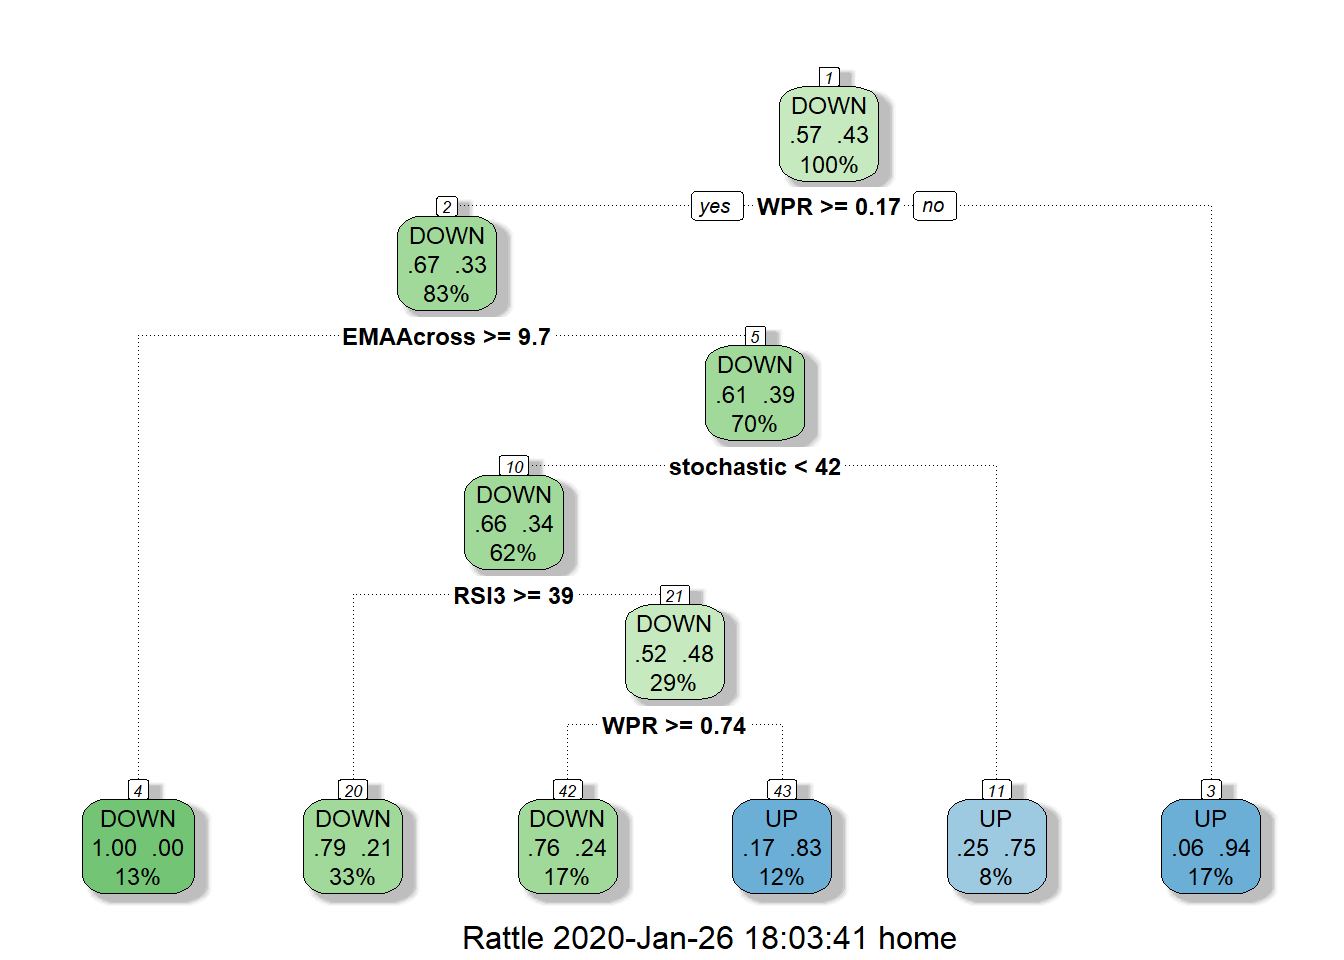 1
DOWN
.57 .43
100%
yes WPR >= 0.17 no
2
DOWN
.67 .33
83%
EMAAcross >= 9.7
5
DOWN
.61 .39
70%
stochastic < 42
10
DOWN
.66 .34
62%
RSI3 >= 39
21
DOWN
.52 .48
29%
WPR >= 0.74
4
DOWN
1.00 .00
13%
20
DOWN
.79 .21
33%
42
DOWN
.76 .24
17%
43
UP
.17 .83
12%
11
UP
.25 .75
8%
3
UP
.06 .94
17%
Rattle 2020-Jan-26 18:03:41 home